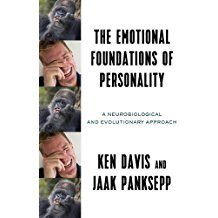 THE EMOTIONAL
FOUNDATIONS OF
PERSONALITY
A NEUROBIOLOGICAL
AND EVOLUTIONARY APPROACH
KEN DAVIS AND
JAAK PANKSEPP